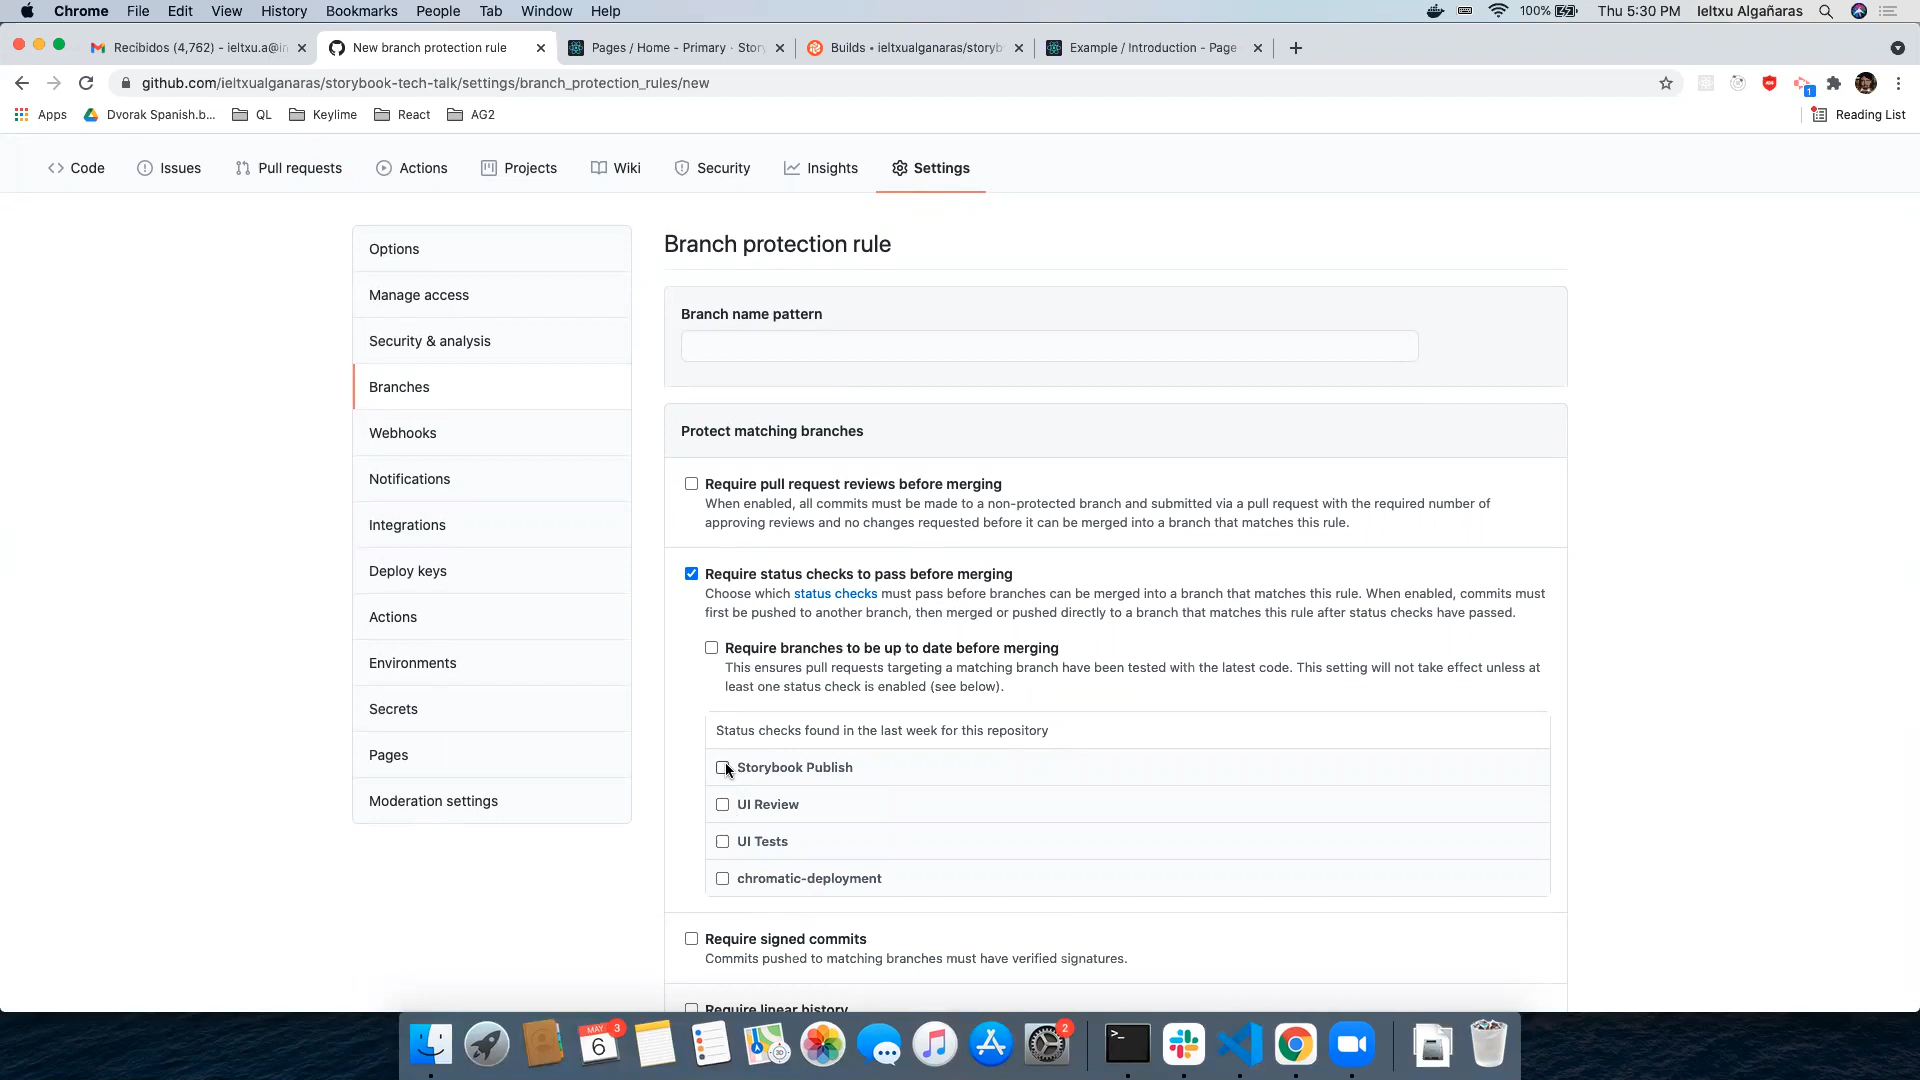 Chrome File Edit View History Bookmarks People Tab Window Help
100% Thu 5:30 PM Ieltxu Algañaras
Recibidos (4,762) - ieltxu.a@in
New branch protection rule
Pages / Home - Primary · Story
Builds • ieltxualganaras/storyb
Example / Introduction - Page
github.com/ieltxualganaras/storybook-tech-talk/settings/branch_protection_rules/new
1
Apps Dvorak Spanish.b... QL Keylime React AG2 Reading List
Code Issues Pull requests Actions Projects Wiki Security Insights Settings
Options
Manage access
Security & analysis
Branches
Webhooks
Notifications
Integrations
Deploy keys
Actions
Environments
Secrets
Pages
Moderation settings
Branch protection rule
Branch name pattern
Protect matching branches
Require pull request reviews before merging
When enabled, all commits must be made to a non-protected branch and submitted via a pull request with the required number of
approving reviews and no changes requested before it can be merged into a branch that matches this rule.
Require status checks to pass before merging
Choose which status checks must pass before branches can be merged into a branch that matches this rule. When enabled, commits must
first be pushed to another branch, then merged or pushed directly to a branch that matches this rule after status checks have passed.
Require branches to be up to date before merging
This ensures pull requests targeting a matching branch have been tested with the latest code. This setting will not take effect unless at
least one status check is enabled (see below).
Status checks found in the last week for this repository
Storybook Publish
UI Review
UI Tests
chromatic-deployment
Require signed commits
Commits pushed to matching branches must have verified signatures.
Require linear history
MAY 3
6
2